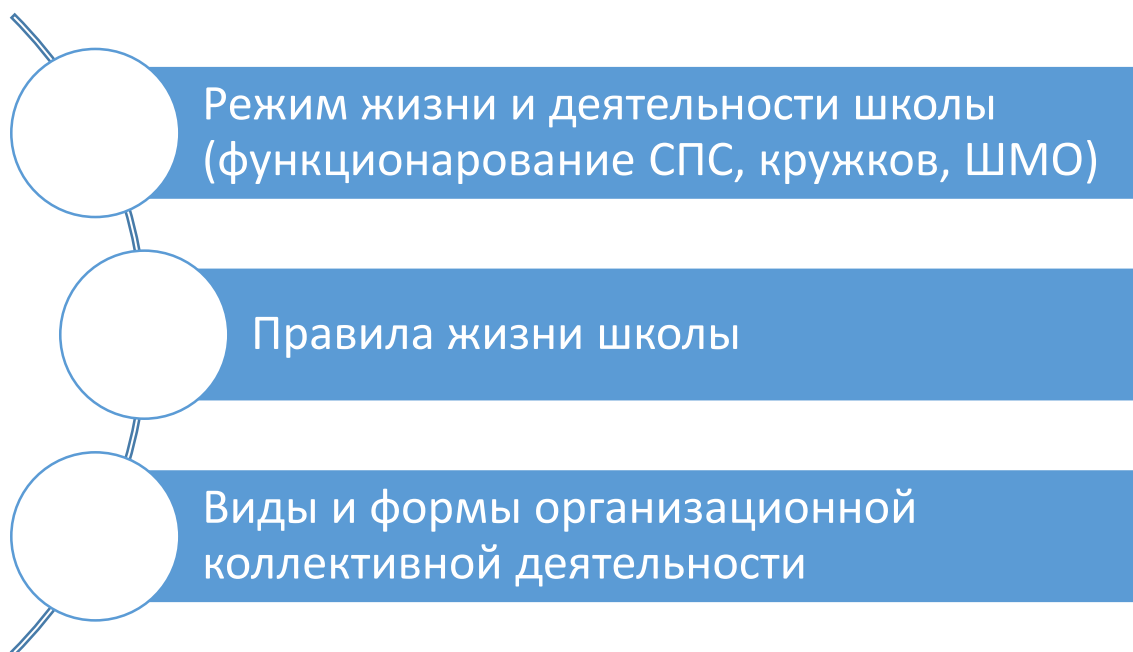 Режим жизни и деятельности школы
(функционарование СПС, кружков, ШМО)
Правила жизни школы
Виды и формы организационной
коллективной деятельности